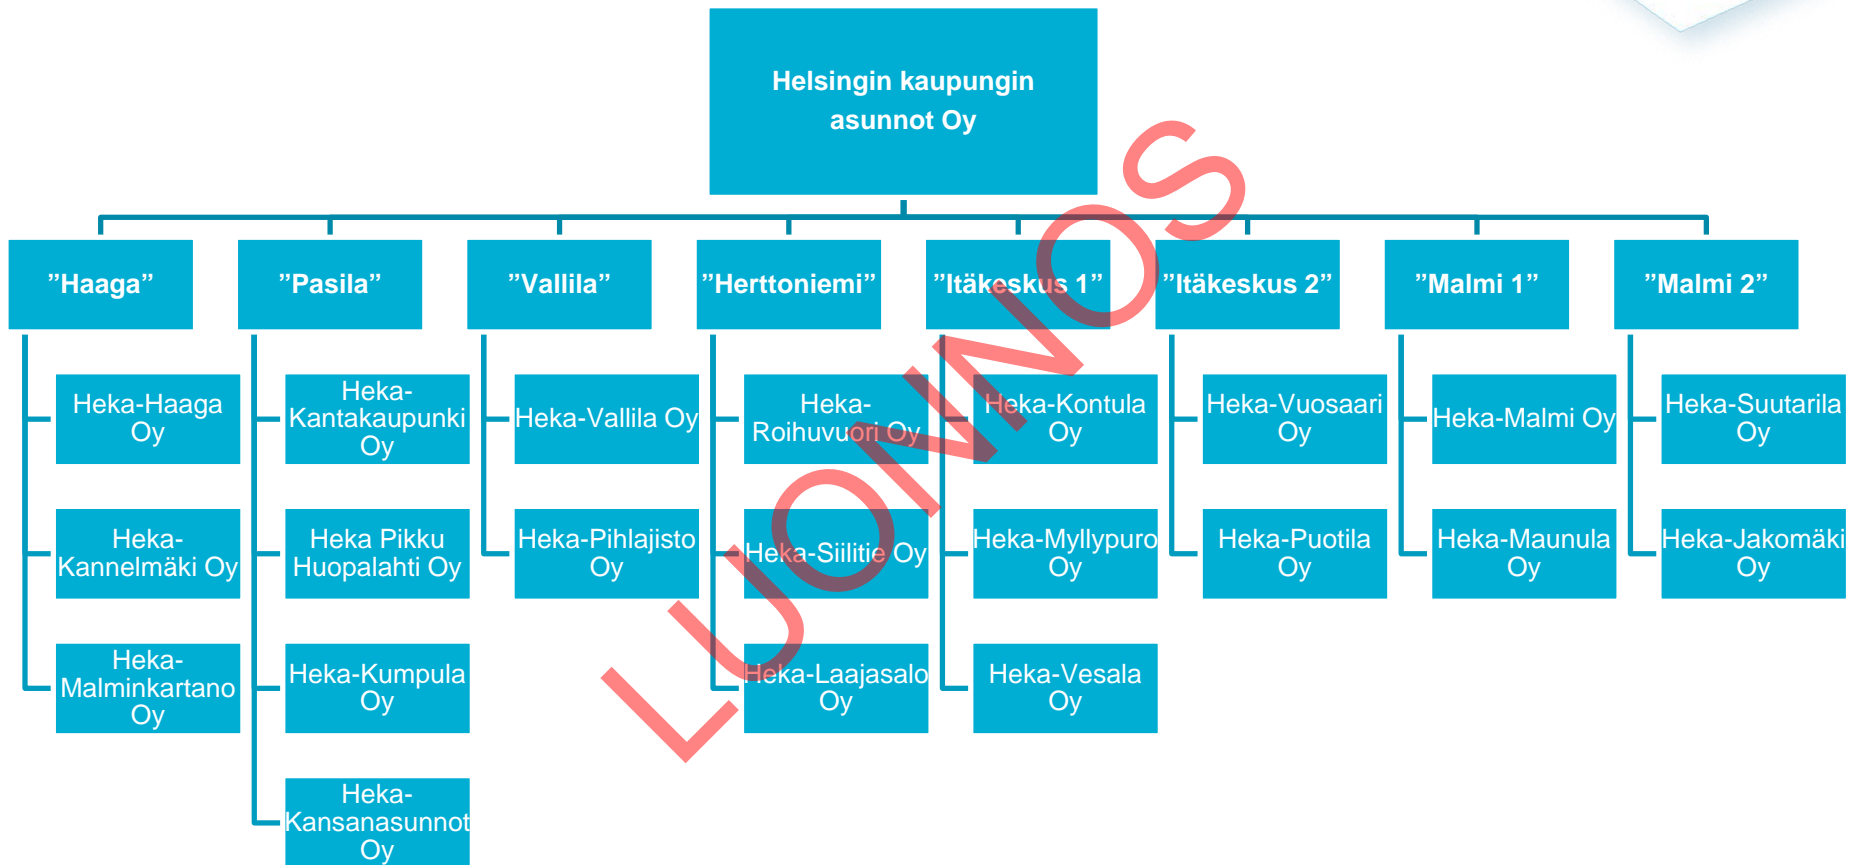 Helsingin kaupungin
asunnot Oy
”Haaga”
”Pasila”
”Vallila”
”Herttoniemi”
”Itäkeskus 1”
”Itäkeskus 2”
”Malmi 1”
”Malmi 2”
Heka-Haaga
Oy
Heka-
Kannelmäki Oy
Heka-
Malminkartano
Oy
Heka-
Kantakaupunki
Oy
Heka Pikku
Huopalahti Oy
Heka-Kumpula
Oy
Heka-
Kansanasunnot
Oy
Heka-Vallila Oy
Heka-Pihlajisto
Oy
Heka-
Roihuvuori Oy
Heka-Siilitie Oy
Heka-Laajasalo
Oy
Heka-Kontula
Oy
Heka-Myllypuro
Oy
Heka-Vesala
Oy
Heka-Vuosaari
Oy
Heka-Puotila
Oy
Heka-Malmi Oy
Heka-Maunula
Oy
Heka-Suutarila
Oy
Heka-Jakomäki
Oy
LUONNOS